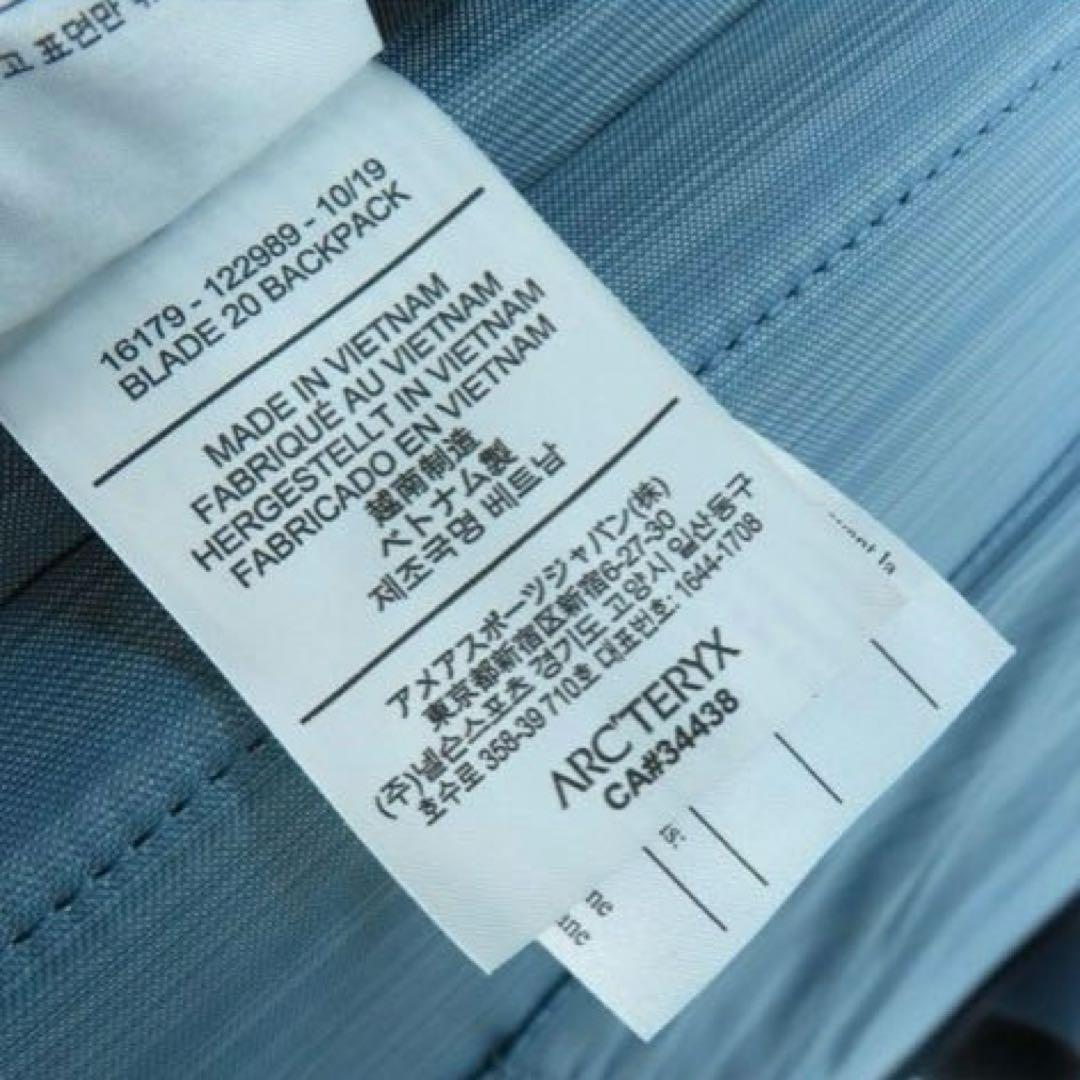 고 표면만
16179 - 122989 - 10/19
BLADE 20 BACKPACK
MADE IN VIETNAM
FABRIQUÉ AU VIETNAM
HERGESTELLT IN VIETNAM
FABRICADO EN VIETNAM
越南制造
ベトナム製
제조국명 베트남
アメアスポーツジャパン(株)
東京都新宿区新宿6-27-30
(주)넬슨스포츠 경기도 고양시 일산동구
호수로 358-39 710호 대표번호: 1644-1708
ARC'TERYX
CA#34438